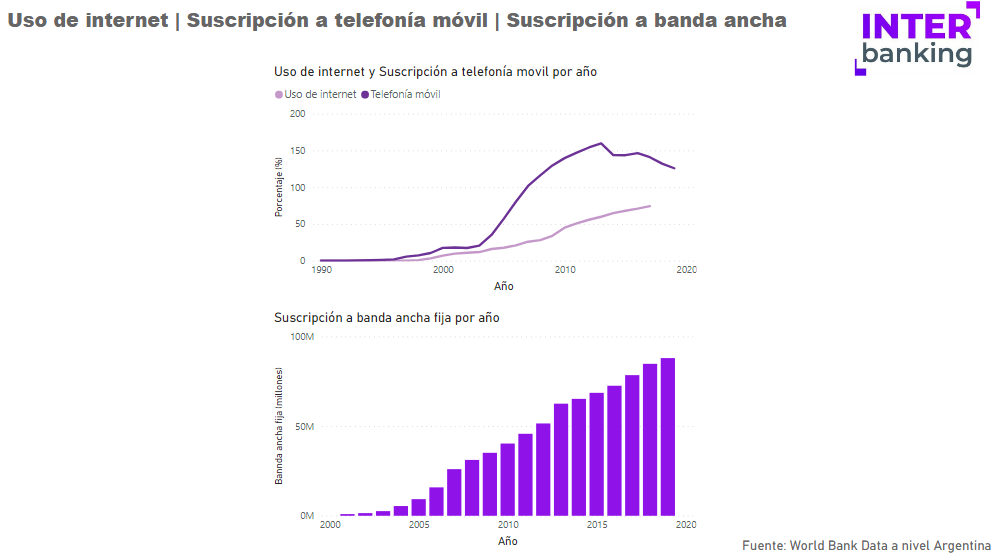 Uso de internet | Suscripción a telefonía móvil | Suscripción a banda ancha
INTER
banking
Uso de internet y Suscripción a telefonía movil por año
Uso de internet Telefonía móvil
200
150
100
50
0
Porcentaje (%)
1990 2000 2010 2020
Año
Suscripción a banda ancha fija por año
100M
50M
0M
Bannda ancha fija (millones)
2000 2005 2010 2015 2020
Año
Fuente: World Bank Data a nivel Argentina